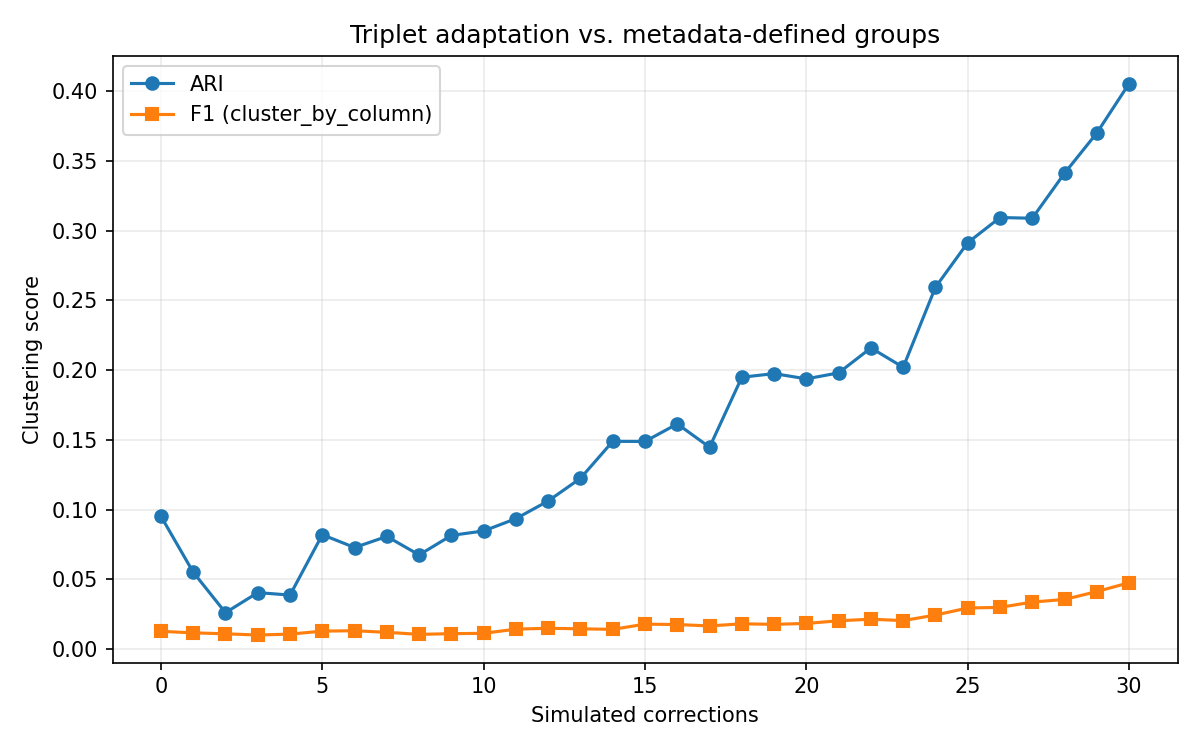 Triplet adaptation vs. metadata-defined groups
ARI
F1 (cluster_by_column)
Clustering score
0.40
0.35
0.30
0.25
0.20
0.15
0.10
0.05
0.00
0 5 10 15 20 25 30
Simulated corrections